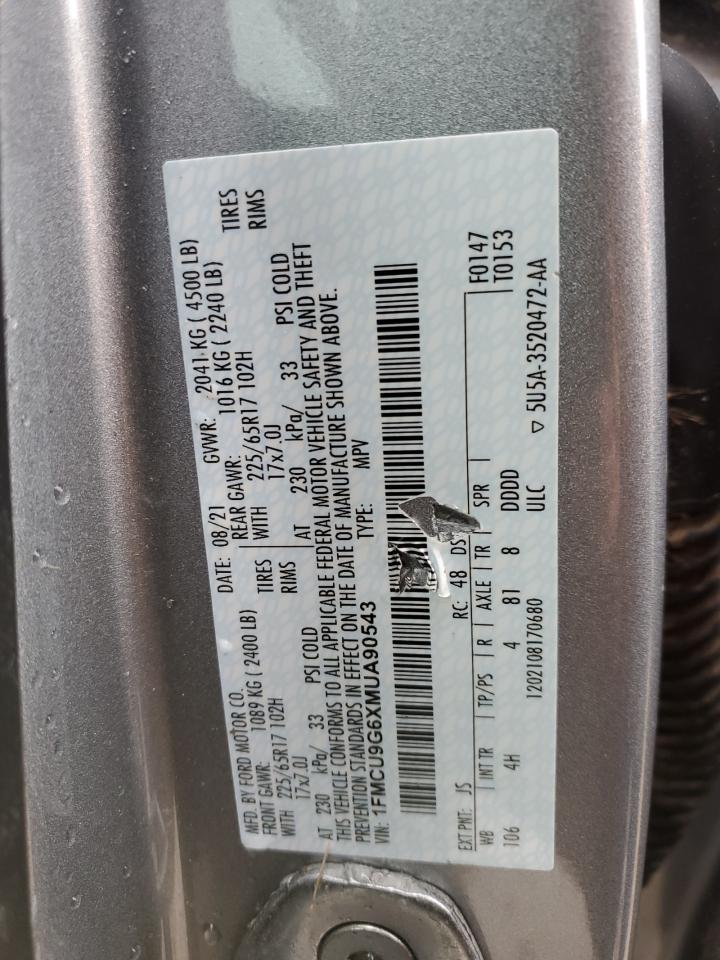 MFD. BY FORD MOTOR CO. DATE: 08/21 GVWR: 2041 KG ( 4500 LB)
FRONT GAWR: 1089 KG ( 2400 LB) REAR GAWR: 1016 KG ( 2240 LB)
WITH 225/65R17 102H TIRES WITH 225/65R17 102H TIRES
17x7.0J RIMS 17x7.0J RIMS
AT 230 kPa/ 33 PSI COLD AT 230 kPa/ 33 PSI COLD
THIS VEHICLE CONFORMS TO ALL APPLICABLE FEDERAL MOTOR VEHICLE SAFETY AND THEFT
PREVENTION STANDARDS IN EFFECT ON THE DATE OF MANUFACTURE SHOWN ABOVE.
VIN: 1FMCU9G6XMUA90543 TYPE: MPV
EXT PNT: JS RC: 48 DS
WB INT TR TP/PS R AXLE TR SPR F0147
106 4H 4 81 8 DDDD T0153
1202108170680 ULC ▽ 5U5A-3520472-AA